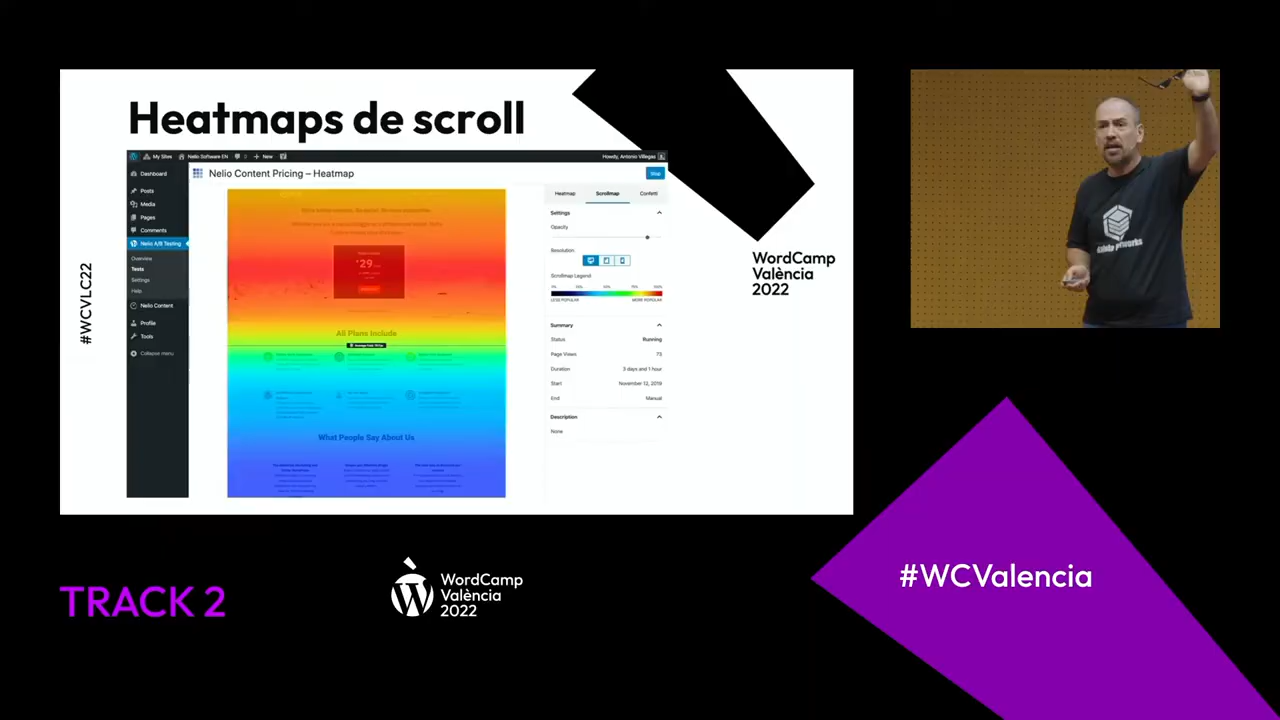 Heatmaps de scroll
My Sites
Nelio Software EN
New
Howdy, Antonio Villegas
Dashboard
Posts
Media
Pages
Comments
Nelio A/B Testing
Overview
Tests
Settings
Help
Nelio Content
Profile
Tools
Collapse menu
Nelio Content Pricing – Heatmap
Stop
29
All Plans Include
What People Say About Us
Heatmap
Scrollmap
Confetti
Settings
Opacity
Resolution
Scrollmap Legend:
LESS POPULAR
MORE POPULAR
Summary
Status
Running
Page Views
73
Duration
3 days and 1 hour
Start
November 12, 2019
End
Manual
Description
None
#WCVLC22
WordCamp
València
2022
TRACK 2
WordCamp
València
2022
#WCValencia